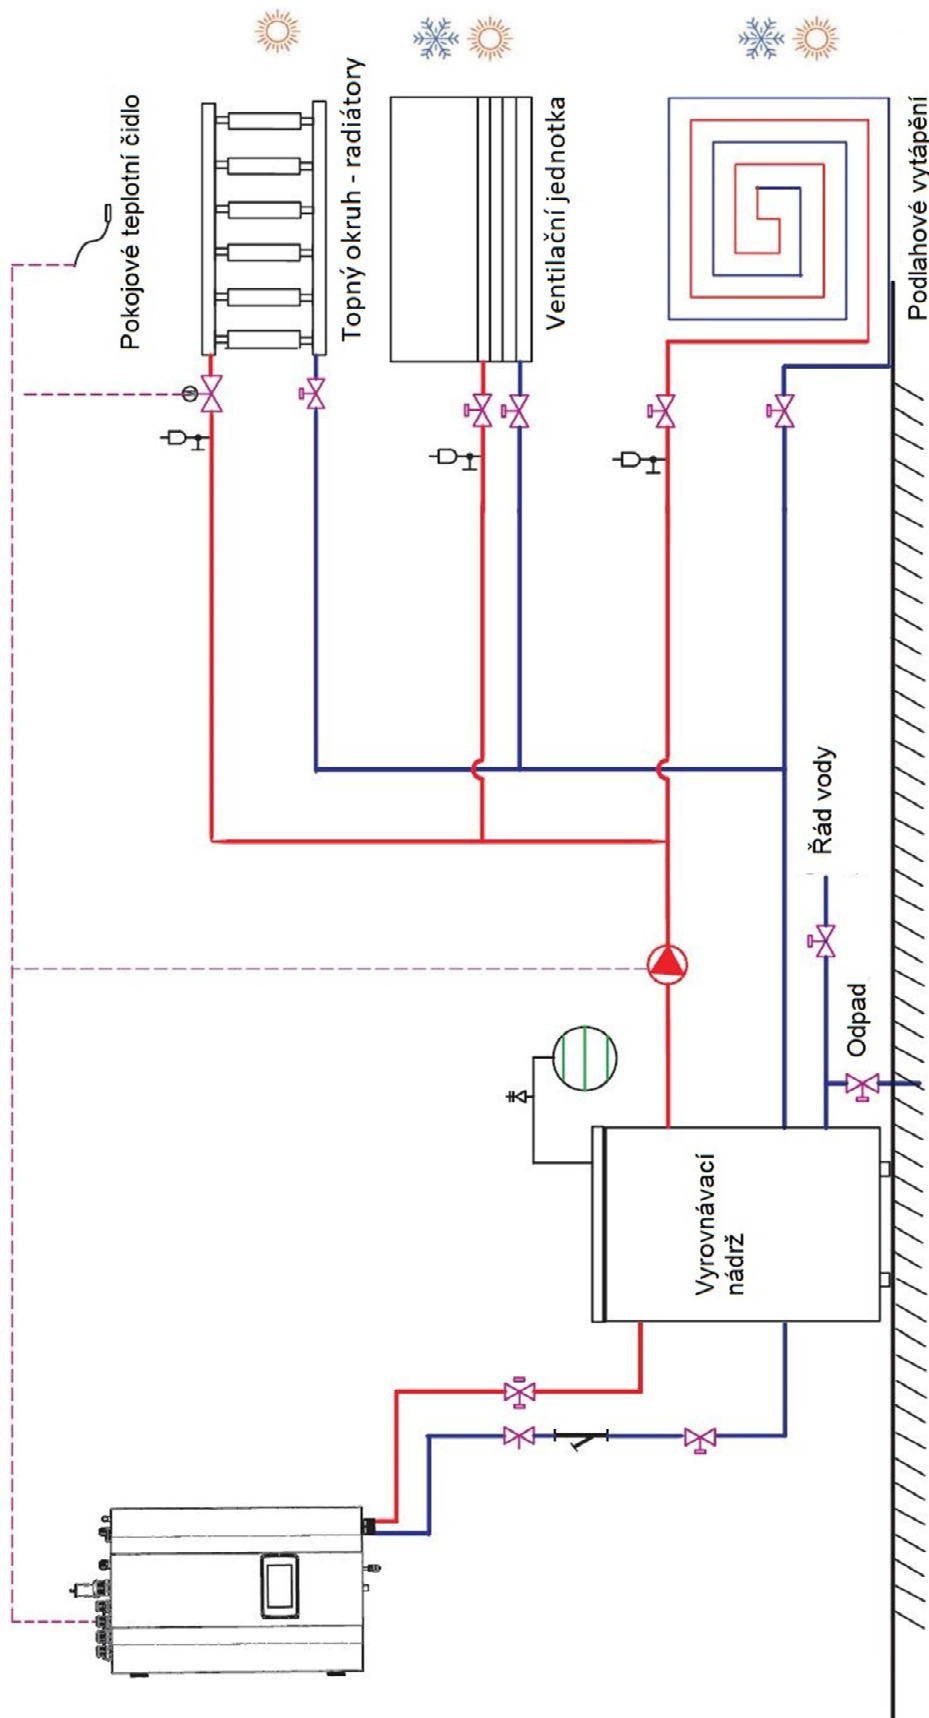 Pokojové teplotní čidlo
Topný okruh - radiátory
Ventilační jednotka
Podlahové vytápění
Řád vody
Odpad
Vyrovnávací
nádrž
M